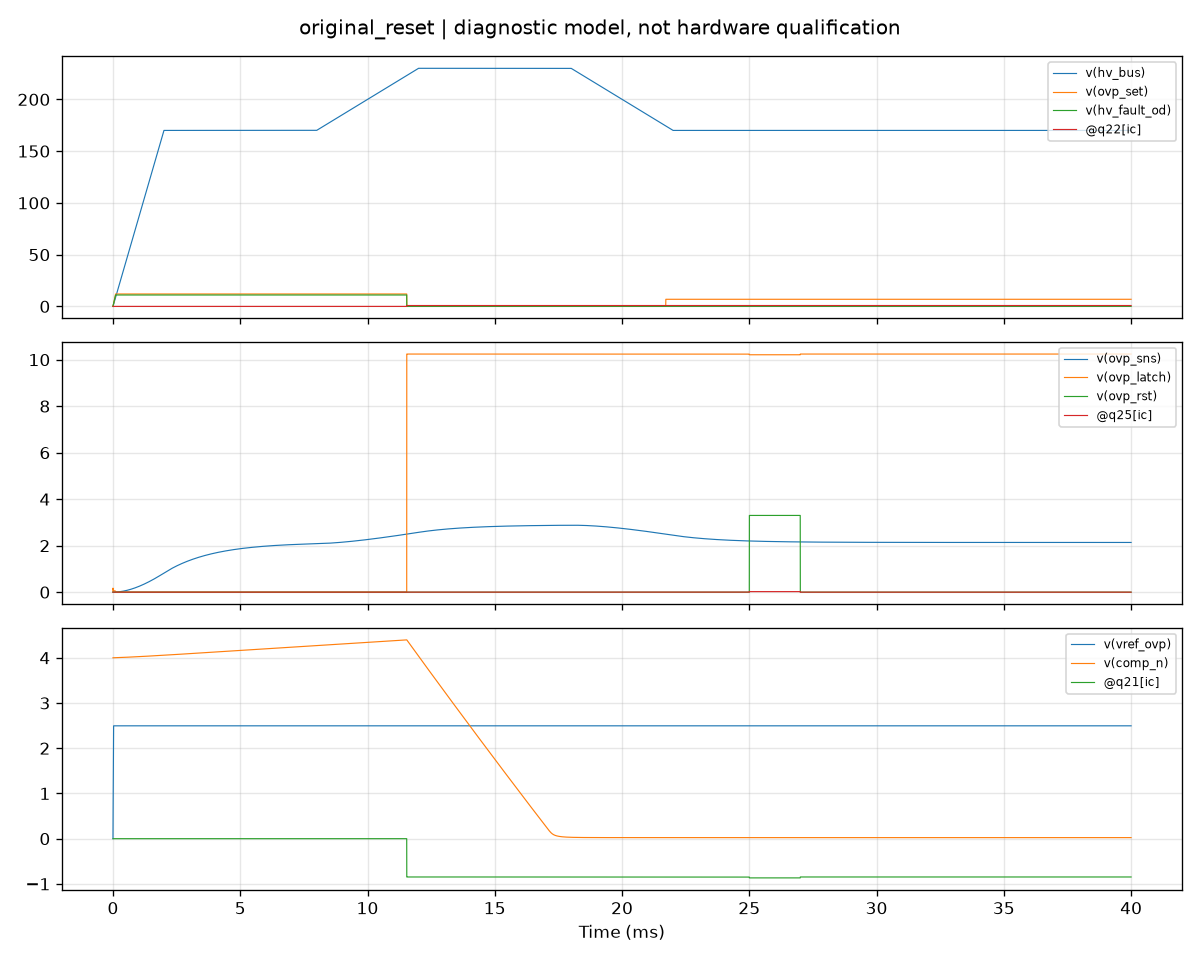 original_reset | diagnostic model, not hardware qualification
200
150
100
50
0
v(hv_bus)
v(ovp_set)
v(hv_fault_od)
@q22[ic]
10
8
6
4
2
0
v(ovp_sns)
v(ovp_latch)
v(ovp_rst)
@q25[ic]
4
3
2
1
0
−1
v(vref_ovp)
v(comp_n)
@q21[ic]
0 5 10 15 20 25 30 35 40
Time (ms)